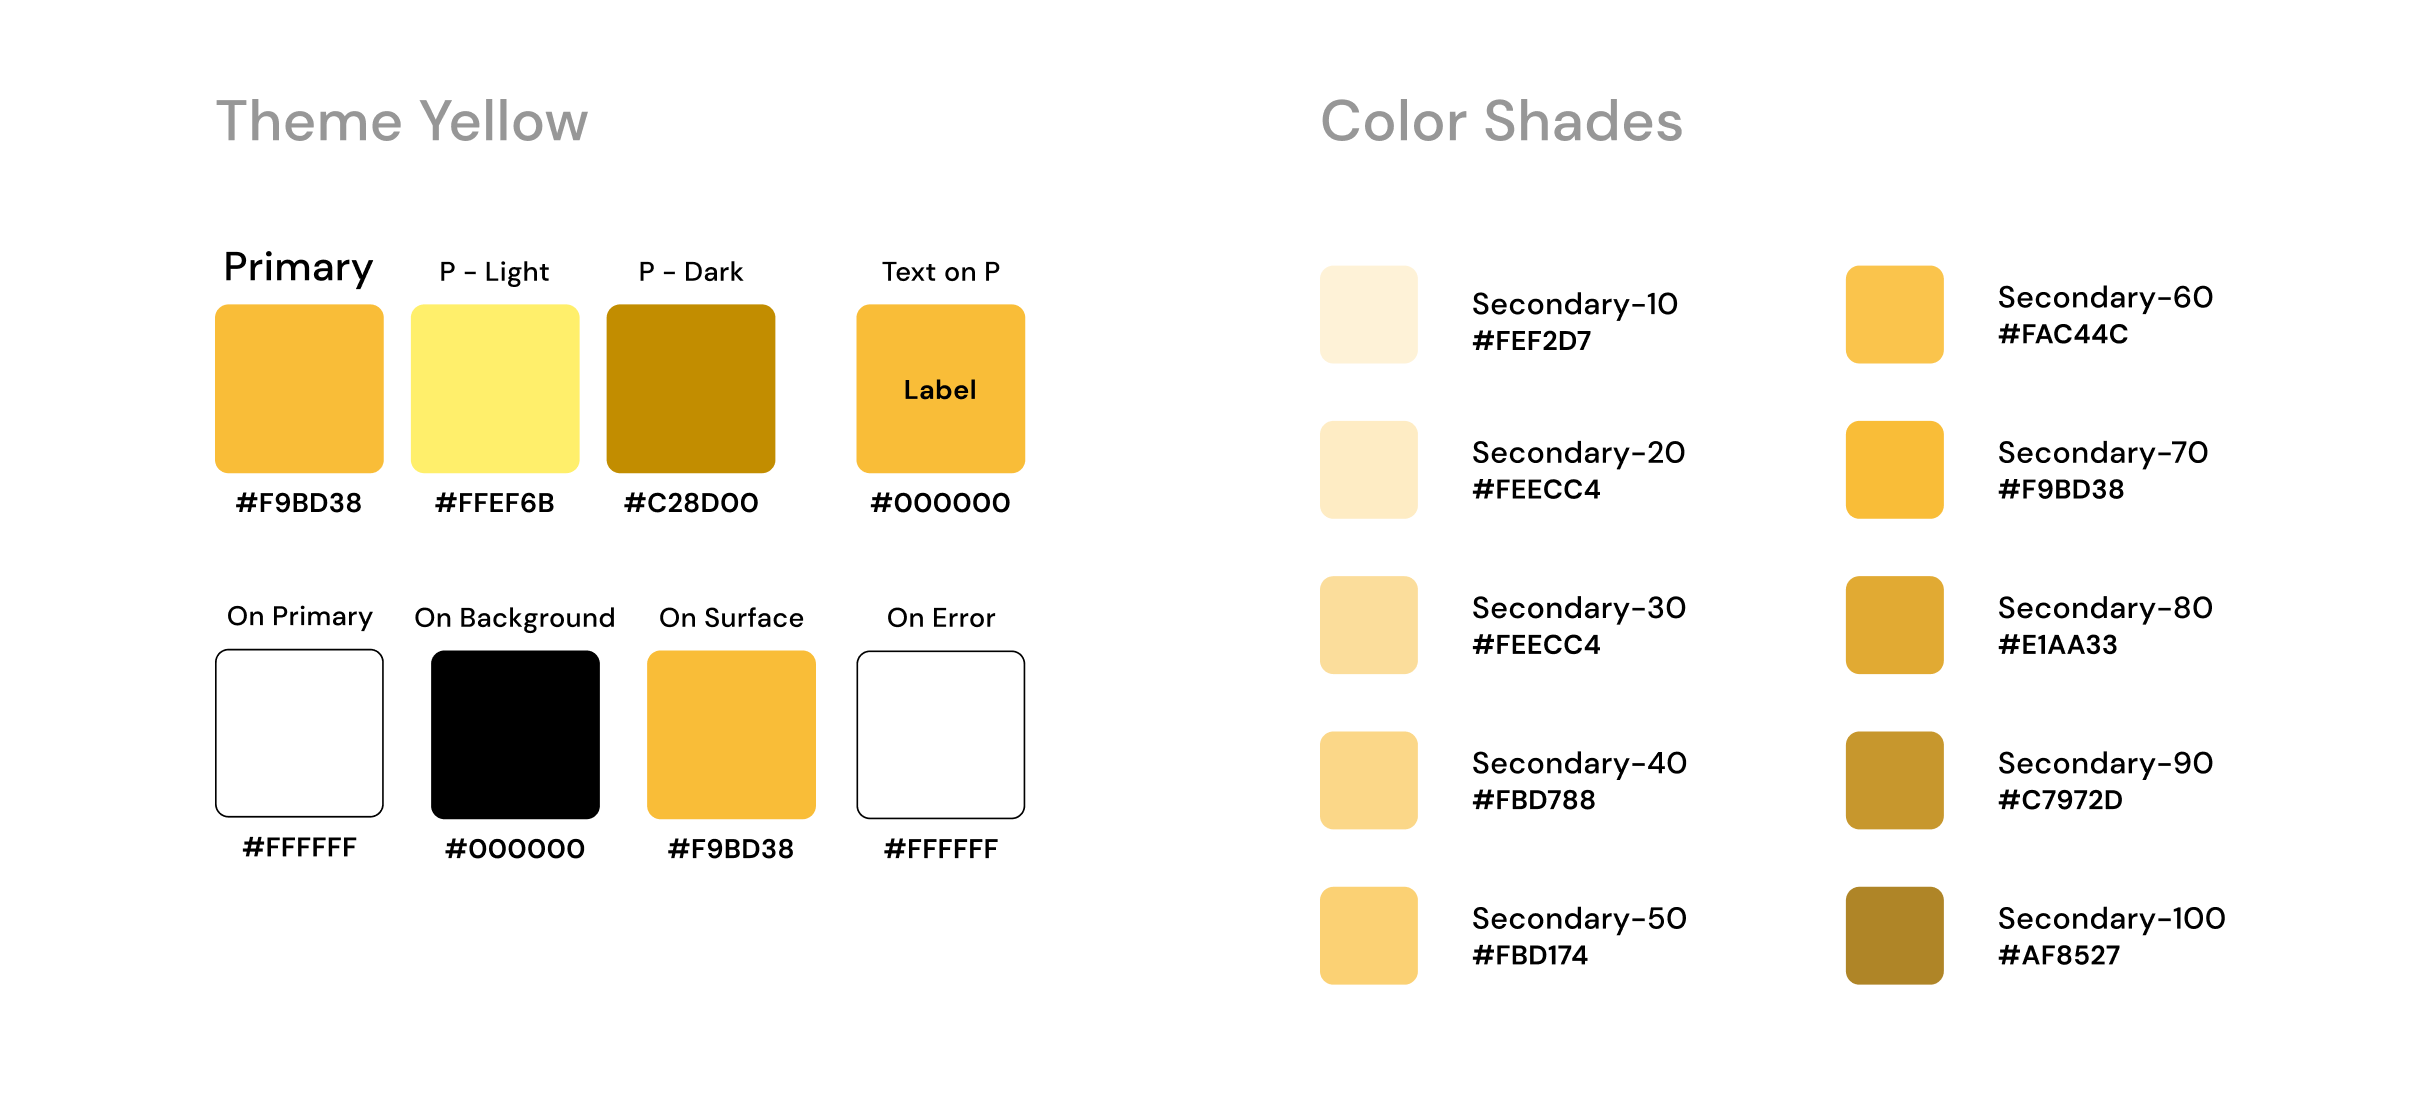 Theme Yellow
Primary
P - Light
P - Dark
Text on P
Label
#F9BD38
#FFEF6B
#C28D00
#000000
On Primary
On Background
On Surface
On Error
#FFFFFF
#000000
#F9BD38
#FFFFFF
Color Shades
Secondary-10
#FEF2D7
Secondary-20
#FEECC4
Secondary-30
#FEECC4
Secondary-40
#FBD788
Secondary-50
#FBD174
Secondary-60
#FAC44C
Secondary-70
#F9BD38
Secondary-80
#E1AA33
Secondary-90
#C7972D
Secondary-100
#AF8527